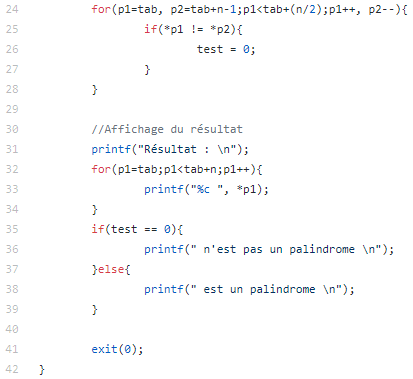 24 for(p1=tab, p2=tab+n-1;p1<tab+(n/2);p1++, p2--){
25 if(*p1 != *p2){
26 test = 0;
27 }
28 }
29
30 //Affichage du résultat
31 printf("Résultat : \n");
32 for(p1=tab;p1<tab+n;p1++){
33 printf("%c ", *p1);
34 }
35 if(test == 0){
36 printf(" n'est pas un palindrome \n");
37 }else{
38 printf(" est un palindrome \n");
39 }
40
41 exit(0);
42 }